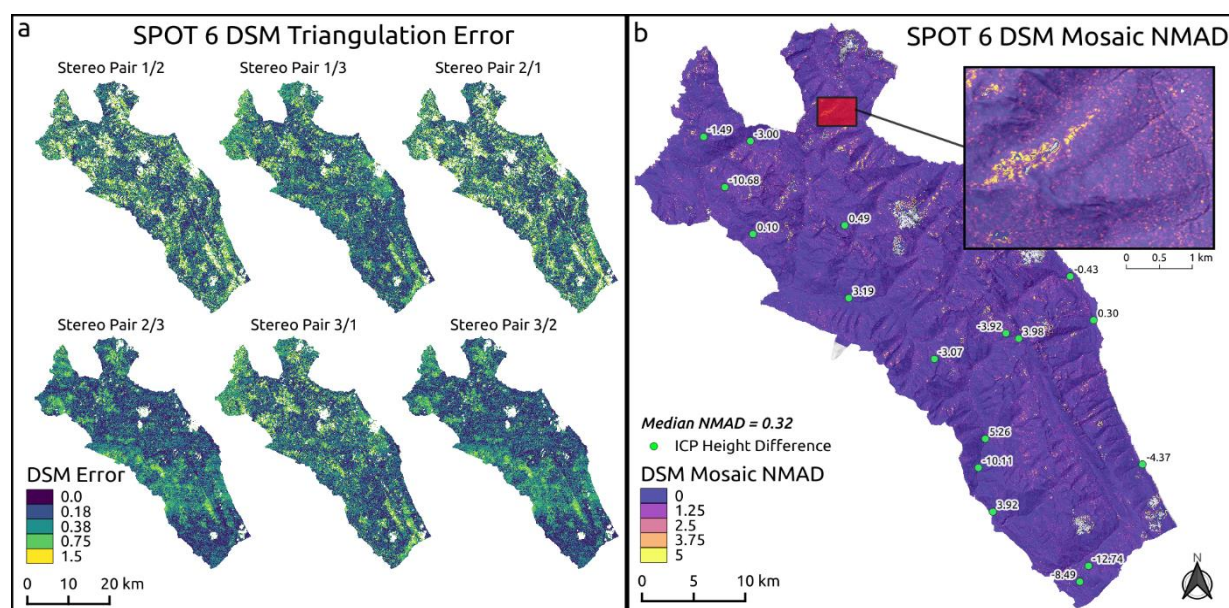 a
SPOT 6 DSM Triangulation Error
Stereo Pair 1/2
Stereo Pair 1/3
Stereo Pair 2/1
Stereo Pair 2/3
Stereo Pair 3/1
Stereo Pair 3/2
DSM Error
0.0
0.18
0.38
0.75
1.5
0 10 20 km
b
SPOT 6 DSM Mosaic NMAD
-1.49
-3.00
-10.68
0.10
0.49
3.19
-0.43
0.30
-3.92
3.98
-3.07
5.26
-10.11
3.92
-4.37
-12.74
-8.49
0 0.5 1 km
Median NMAD = 0.32
ICP Height Difference
DSM Mosaic NMAD
0
1.25
2.5
3.75
5
0 5 10 km
N